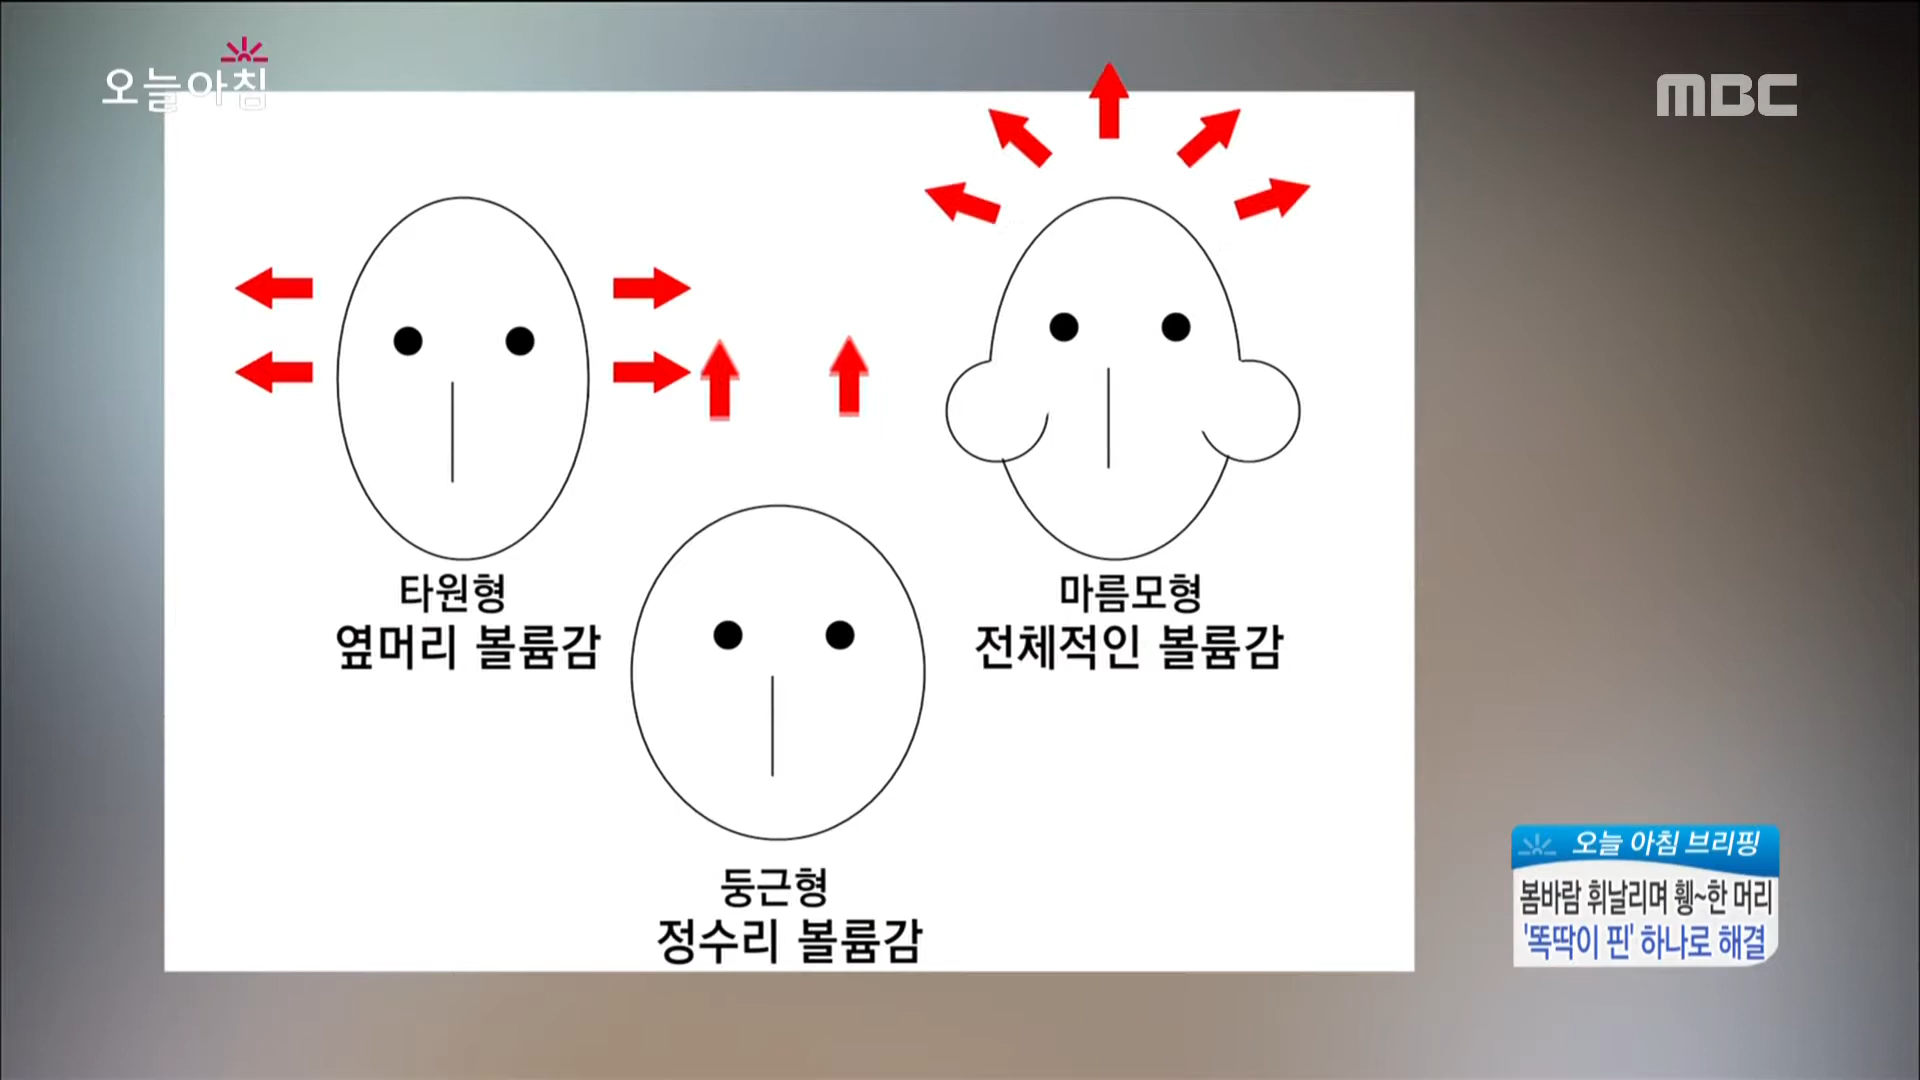 오늘아침
MBC
타원형
옆머리 볼륨감
마름모형
전체적인 볼륨감
둥근형
정수리 볼륨감
오늘 아침 브리핑
봄바람 휘날리며 휑~한 머리
'똑딱이 핀' 하나로 해결